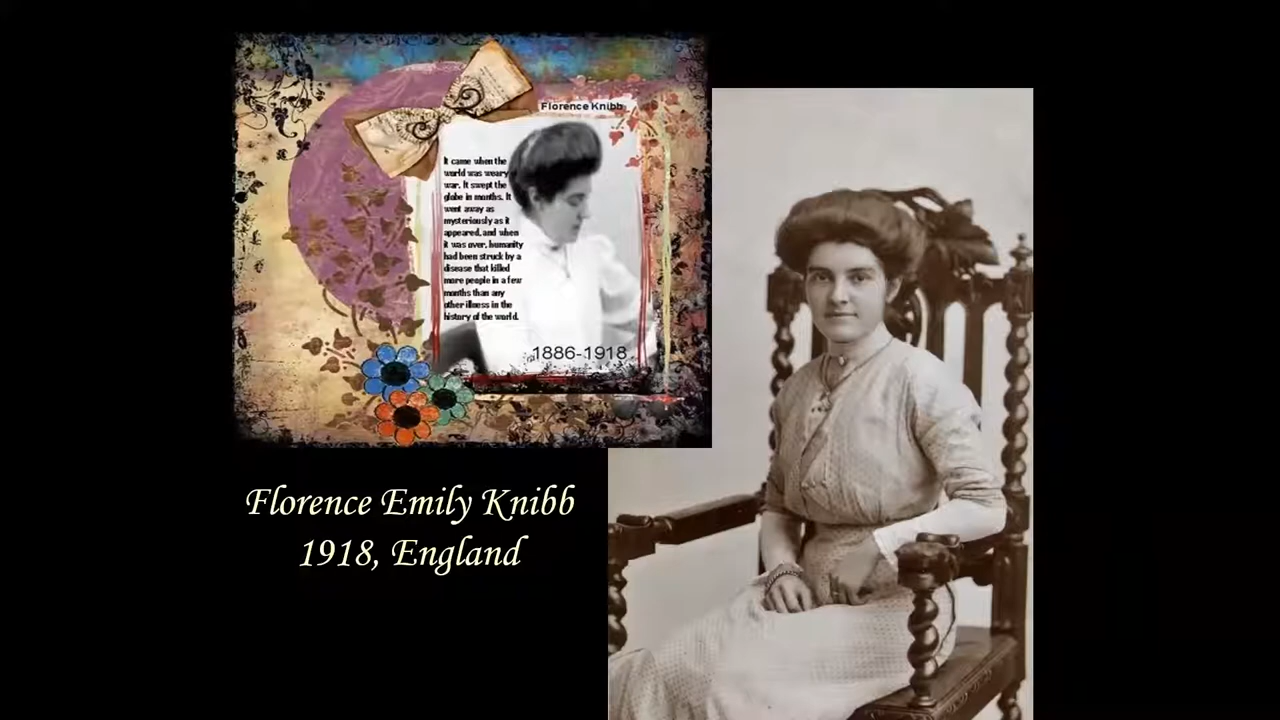 Florence Knibb
It came when the
world was weary
war. It swept the
globe in months. It
went away as
mysteriously as it
appeared, and when
it was over, humanity
had been struck by a
disease that killed
more people in a few
months than any
other illness in the
history of the world.
1886-1918
Florence Emily Knibb
1918, England